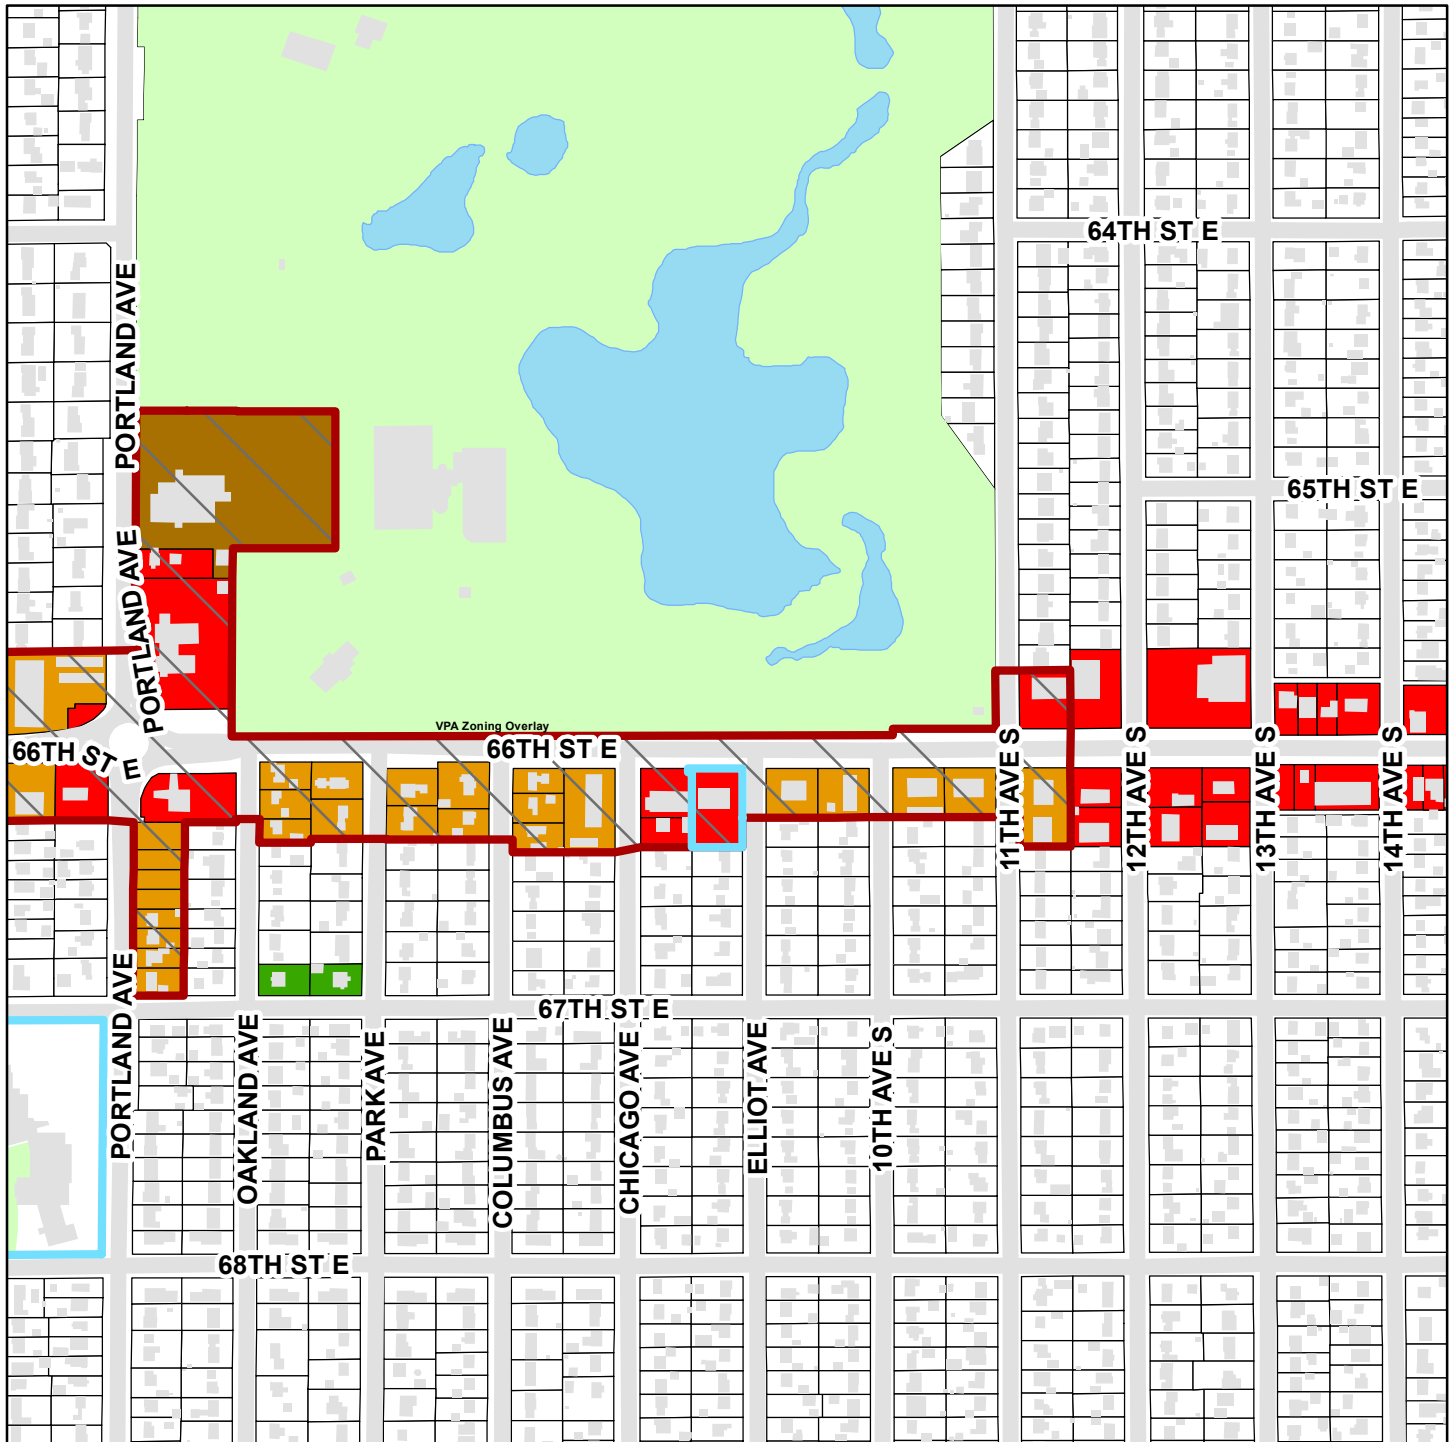 64TH ST E
PORTLAND AVE
65TH ST E
PORTLAND AVE
PORTLAND AVE
VPA Zoning Overlay
66TH ST E
66TH ST E
11TH AVE S
12TH AVE S
13TH AVE S
14TH AVE S
67TH ST E
PORTLAND AVE
OAKLAND AVE
PARK AVE
COLUMBUS AVE
CHICAGO AVE
ELLIOT AVE
10TH AVE S
68TH ST E